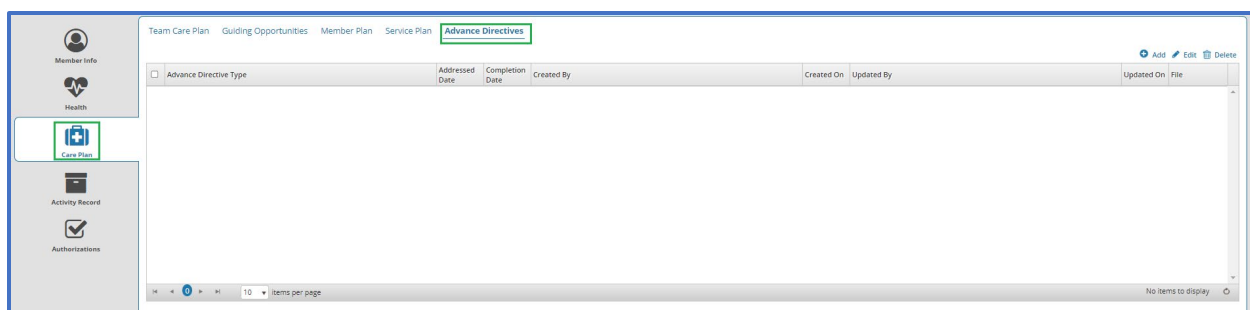 Member Info
Health
Care Plan
Activity Record
Authorizations
Team Care Plan Guiding Opportunities Member Plan Service Plan Advance Directives
Add Edit Delete
Advance Directive Type Addressed Date Completion Date Created By Created On Updated By Updated On File
0 10 items per page No items to display